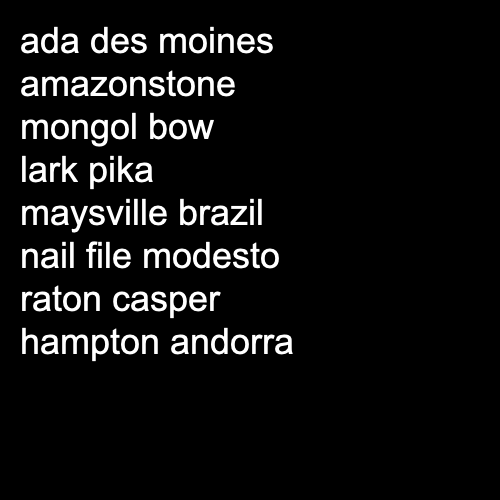 ada des moines
amazonstone
mongol bow
lark pika
maysville brazil
nail file modesto
raton casper
hampton andorra